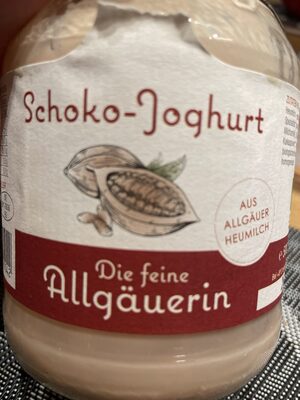 Schoko-Joghurt
AUS
ALLGÄUER
HEUMILCH
Die feine
Allgäuerin